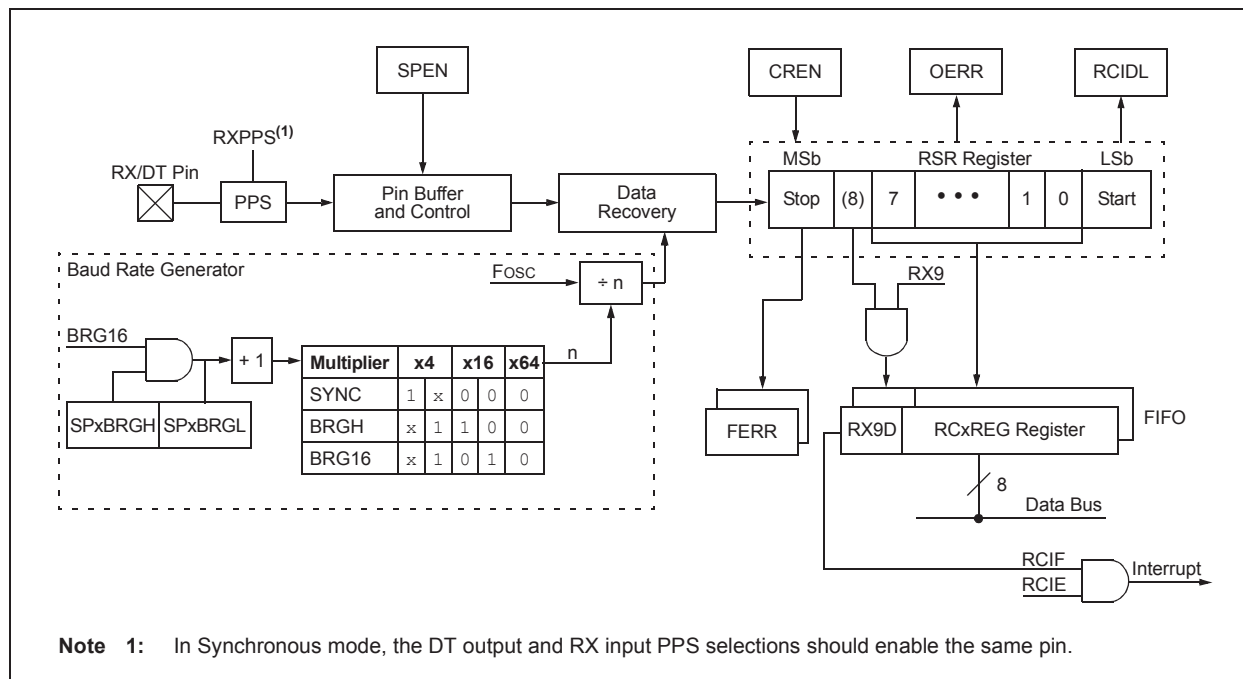 SPEN
CREN
OERR
RCIDL
RXPPS(1)
RX/DT Pin
PPS
Pin Buffer
and Control
Data
Recovery
MSb
RSR Register
LSb
Stop
(8)
7
• • •
1
0
Start
Baud Rate Generator
FOSC
÷ n
RX9
BRG16
+ 1
n
Multiplier x4 x16 x64
SYNC 1 x 0 0 0
BRGH x 1 1 0 0
BRG16 x 1 0 1 0
SPxBRGH SPxBRGL
FERR
RX9D
RCxREG Register
FIFO
8
Data Bus
RCIF
RCIE
Interrupt
Note 1: In Synchronous mode, the DT output and RX input PPS selections should enable the same pin.